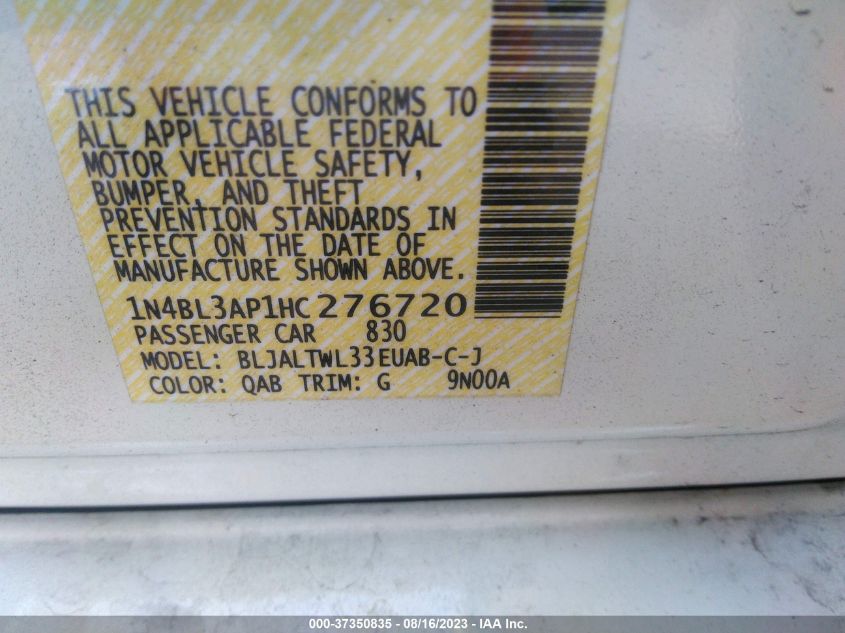 THIS VEHICLE CONFORMS TO
ALL APPLICABLE FEDERAL
MOTOR VEHICLE SAFETY,
BUMPER, AND THEFT
PREVENTION STANDARDS IN
EFFECT ON THE DATE OF
MANUFACTURE SHOWN ABOVE.
1N4BL3AP1HC276720
PASSENGER CAR 830
MODEL: BLJALTWL33EUAB-C-J
COLOR: QAB TRIM: G 9N00A
000-37350835 - 08/16/2023 - IAA Inc.